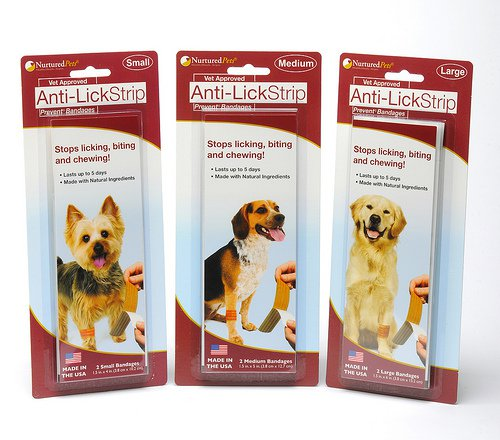 NurturedPets
Small
Vet Approved
Anti-LickStrip
Prevent Bandages
Stops licking, biting
and chewing!
• Lasts up to 5 days
• Made with Natural Ingredients
MADE IN
THE USA
2 Small Bandages
NurturedPets
Medium
Vet Approved
Anti-LickStrip
Prevent Bandages
Stops licking, biting
and chewing!
• Lasts up to 5 days
• Made with Natural Ingredients
MADE IN
THE USA
2 Medium Bandages
1.5 in. x 5 in. (3.8 cm x 12.7 cm)
NurturedPets
Large
Vet Approved
Anti-LickStrip
Prevent Bandages
Stops licking, biting
and chewing!
• Lasts up to 5 days
• Made with Natural Ingredients
MADE IN
THE USA
2 Large Bandages